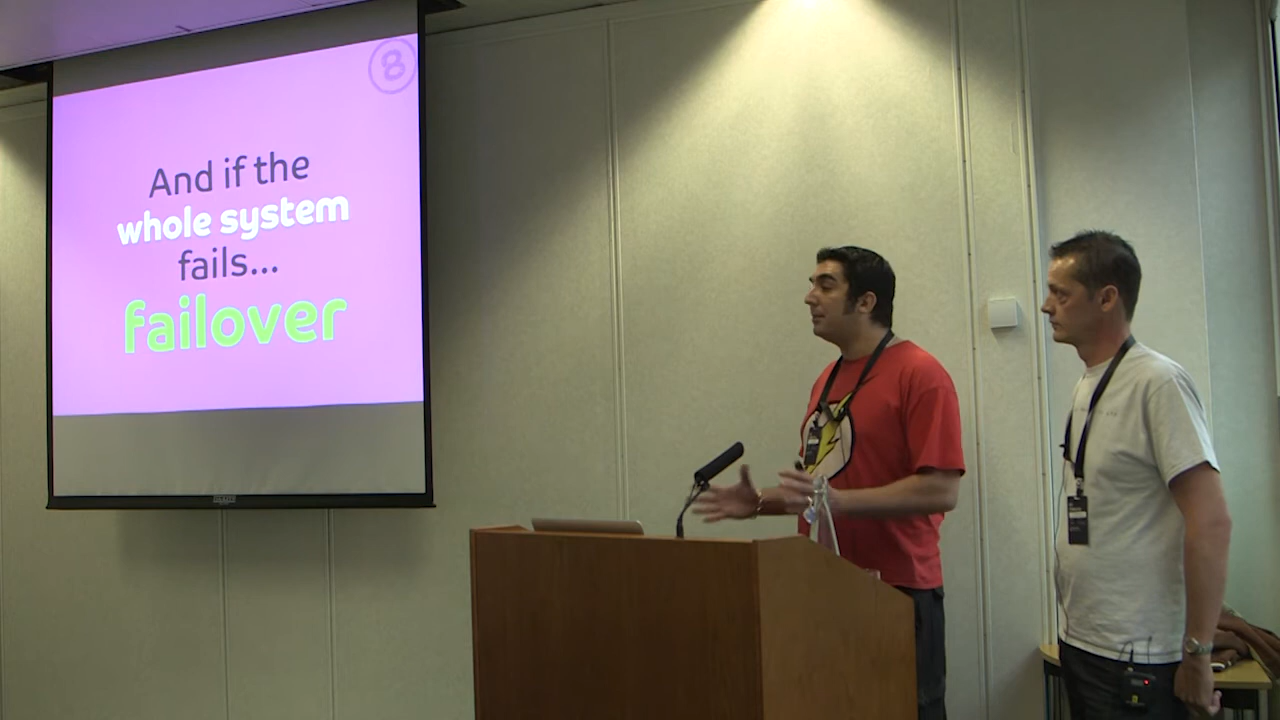 8
And if the
whole system
fails...
failover